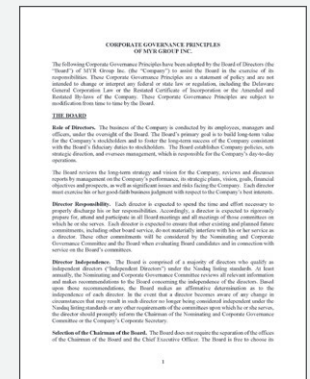 CORPORATE GOVERNANCE PRINCIPLES
OF MYR GROUP INC.
The following Corporate Governance Principles have been adopted by the Board of Directors (the
"Board") of MYR Group Inc. (the "Company") to assist the Board in the exercise of its
responsibilities. These Corporate Governance Principles are a statement of policy and are not
intended to change or interpret any federal or state law or regulation, including the Delaware
General Corporation Law or the Restated Certificate of Incorporation or the Amended and
Restated By-laws of the Company. These Corporate Governance Principles are subject to
modification from time to time by the Board.
THE BOARD
Role of Directors. The business of the Company is conducted by its employees, managers and
officers, under the oversight of the Board. The Board's primary goal is to build long-term value
for the Company's stockholders and to foster the long-term success of the Company consistent
with the Board's fiduciary duties to stockholders. The Board establishes Company policies, sets
strategic direction, and oversees management, which is responsible for the Company's day-to-day
operations.
The Board reviews the long-term strategy and vision for the Company, reviews and discusses
reports by management on the Company's performance, its strategic plans, vision, goals, financial
objectives and prospects, as well as significant issues and risks facing the Company. Each director
must exercise his or her good-faith business judgment with respect to the Company's best interests.
Director Responsibility. Each director is expected to spend the time and effort necessary to
properly discharge his or her responsibilities. Accordingly, a director is expected to rigorously
prepare for, attend and participate in all Board meetings and all meetings of those committees on
which he or she serves. Each director is expected to ensure that other existing and planned future
commitments, including other board service, do not materially interfere with his or her service as
a director. These other commitments will be considered by the Nominating and Corporate
Governance Committee and the Board when evaluating Board candidates and in connection with
service on the Board's committees.
Director Independence. The Board is comprised of a majority of directors who qualify as
independent directors ("Independent Directors") under the Nasdaq listing standards. At least
annually, the Nominating and Corporate Governance Committee reviews all relevant information
and makes recommendations to the Board concerning the independence of the directors. Based
upon those recommendations, the Board makes an affirmative determination as to the
independence of each director. In the event that a director becomes aware of any change in
circumstances that may result in such director no longer being considered independent under the
Nasdaq listing standards or any other requirements of the committees upon which he or she serves,
the director should promptly inform the Chairman of the Nominating and Corporate Governance
Committee or the Company's Corporate Secretary.
Selection of the Chairman of the Board. The Board does not require the separation of the offices
of the Chairman of the Board and the Chief Executive Officer. The Board is free to choose its
1